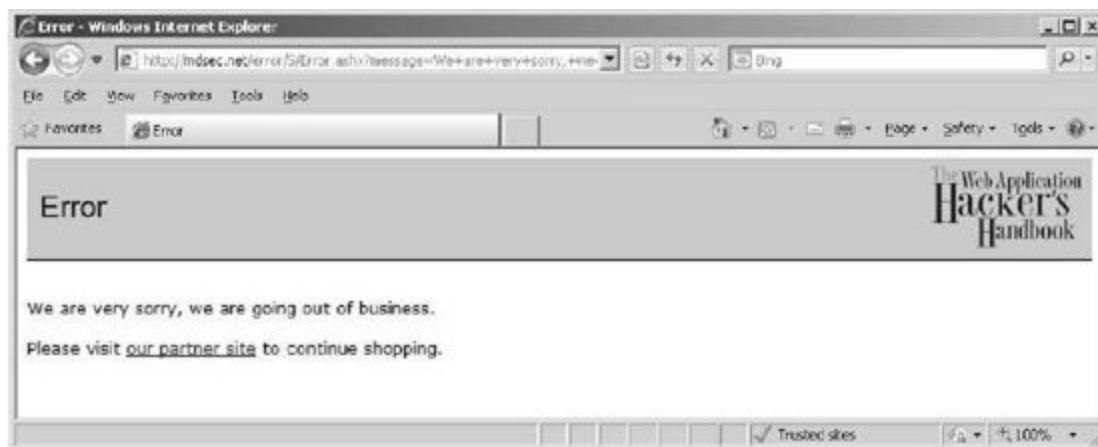 Error - Windows Internet Explorer
http://mdsec.net/error/5/Error.ashx?message=We+are+very+sorry,+we-
Bing
File Edit View Favorites Tools Help
Favorites Error Page Safety Tools
Error
The Web Application
Hacker's
Handbook
We are very sorry, we are going out of business.
Please visit our partner site to continue shopping.
Trusted sites 100%